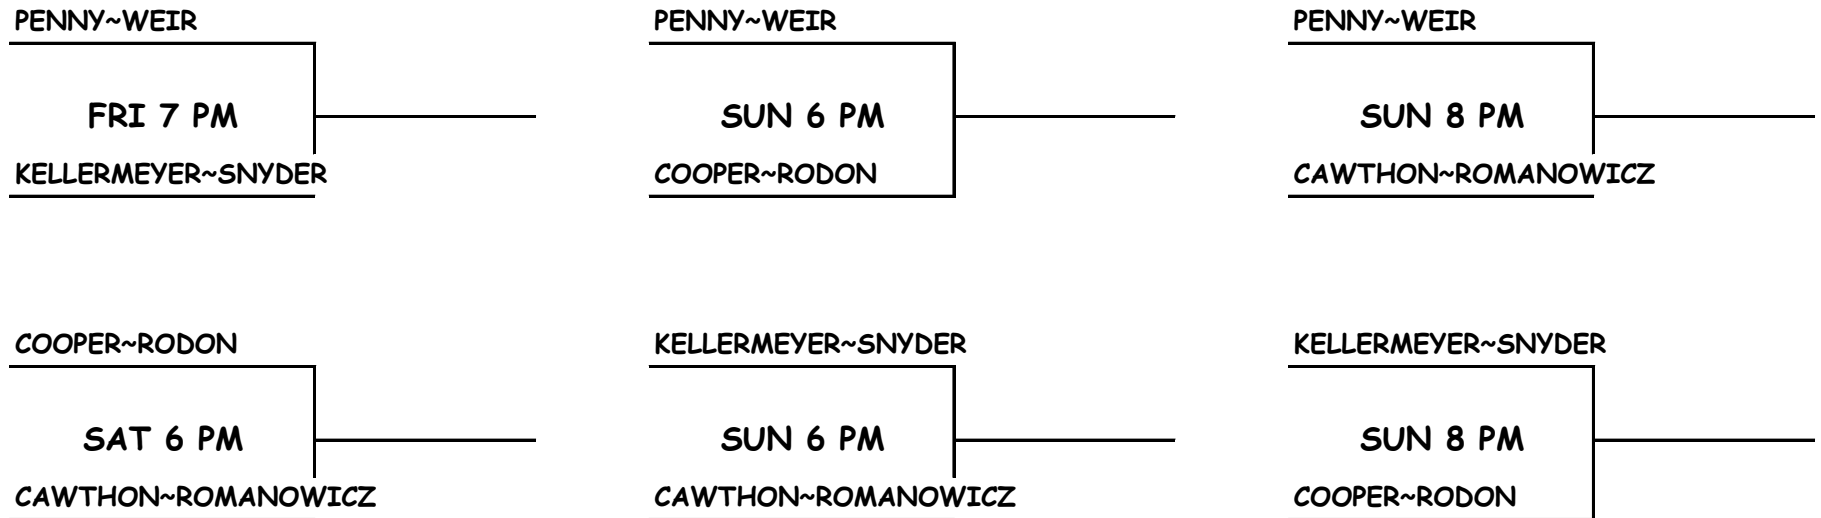 PENNY~WEIR
FRI 7 PM
KELLERMEYER~SNYDER
PENNY~WEIR
SUN 6 PM
COOPER~RODON
PENNY~WEIR
SUN 8 PM
CAWTHON~ROMANOWICZ
COOPER~RODON
SAT 6 PM
CAWTHON~ROMANOWICZ
KELLERMEYER~SNYDER
SUN 6 PM
CAWTHON~ROMANOWICZ
KELLERMEYER~SNYDER
SUN 8 PM
COOPER~RODON